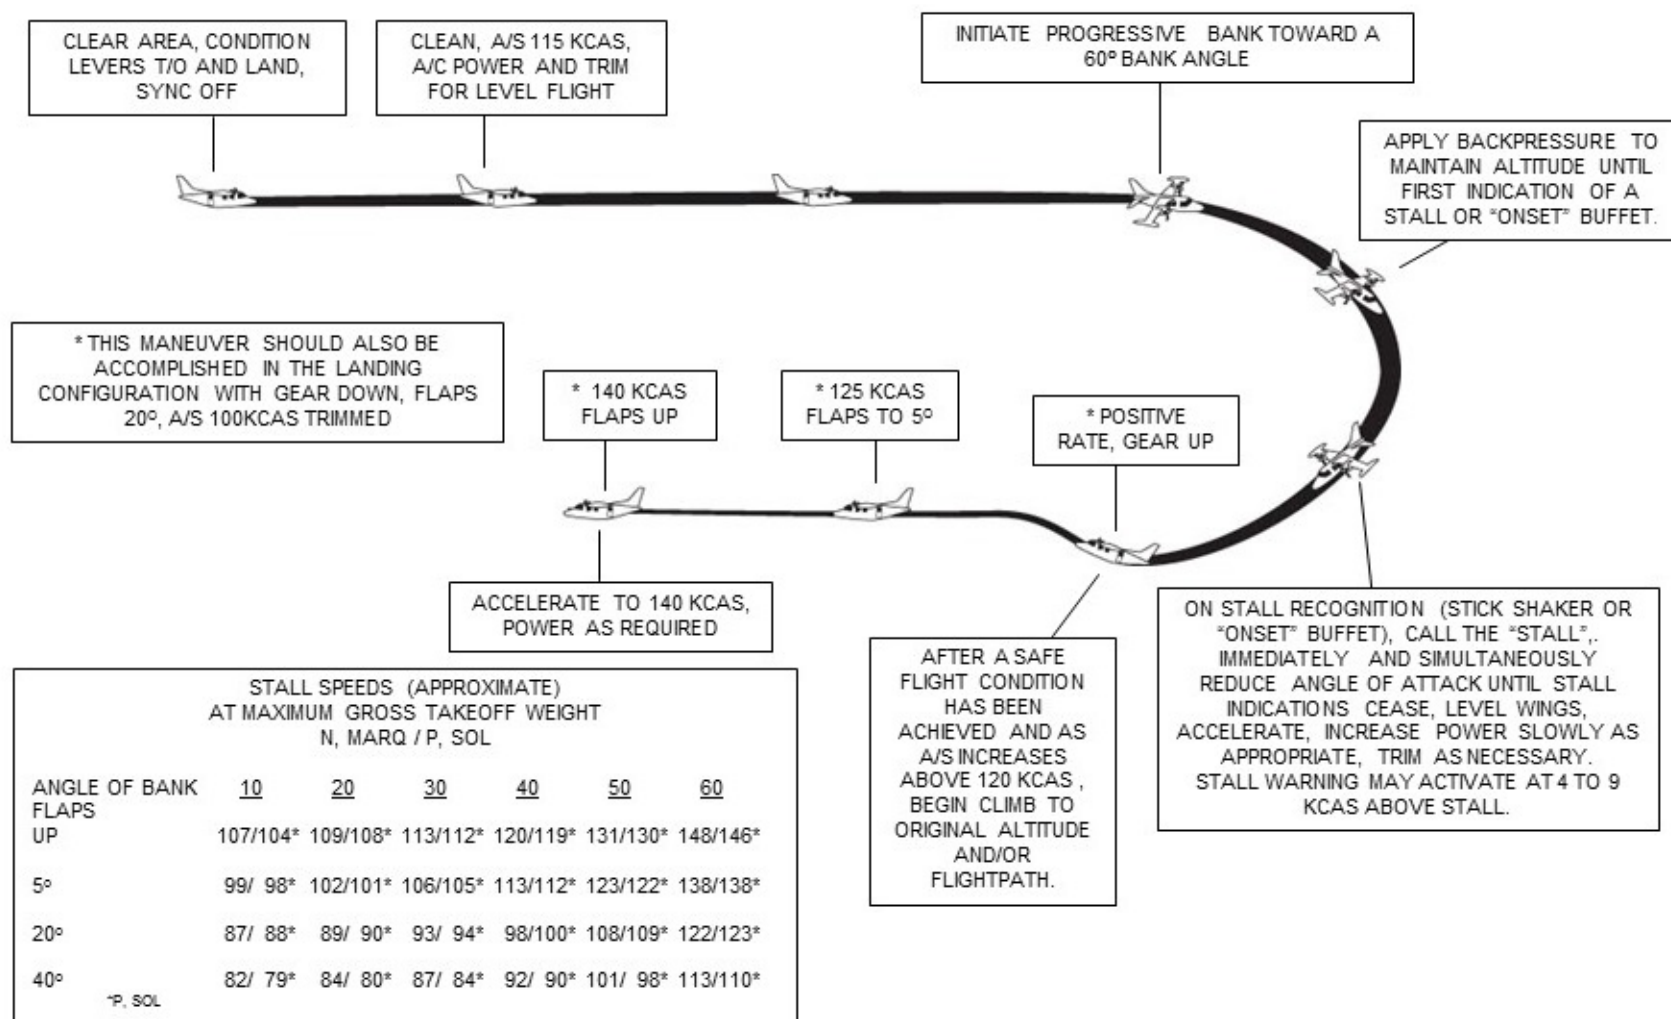 CLEAR AREA, CONDITION
LEVERS T/O AND LAND,
SYNC OFF
CLEAN, A/S 115 KCAS,
A/C POWER AND TRIM
FOR LEVEL FLIGHT
INITIATE PROGRESSIVE BANK TOWARD A
60º BANK ANGLE
APPLY BACKPRESSURE TO
MAINTAIN ALTITUDE UNTIL
FIRST INDICATION OF A
STALL OR “ONSET” BUFFET.
* THIS MANEUVER SHOULD ALSO BE
ACCOMPLISHED IN THE LANDING
CONFIGURATION WITH GEAR DOWN, FLAPS
20º, A/S 100KCAS TRIMMED
* 140 KCAS
FLAPS UP
* 125 KCAS
FLAPS TO 5º
* POSITIVE
RATE, GEAR UP
ACCELERATE TO 140 KCAS,
POWER AS REQUIRED
AFTER A SAFE
FLIGHT CONDITION
HAS BEEN
ACHIEVED AND AS
A/S INCREASES
ABOVE 120 KCAS ,
BEGIN CLIMB TO
ORIGINAL ALTITUDE
AND/OR
FLIGHTPATH.
ON STALL RECOGNITION (STICK SHAKER OR
“ONSET” BUFFET), CALL THE “STALL”,.
IMMEDIATELY AND SIMULTANEOUSLY
REDUCE ANGLE OF ATTACK UNTIL STALL
INDICATIONS CEASE, LEVEL WINGS,
ACCELERATE, INCREASE POWER SLOWLY AS
APPROPRIATE, TRIM AS NECESSARY.
STALL WARNING MAY ACTIVATE AT 4 TO 9
KCAS ABOVE STALL.
STALL SPEEDS (APPROXIMATE)
AT MAXIMUM GROSS TAKEOFF WEIGHT
N, MARQ / P, SOL
ANGLE OF BANK 10 20 30 40 50 60
FLAPS
UP 107/104* 109/108* 113/112* 120/119* 131/130* 148/146*
5º 99/ 98* 102/101* 106/105* 113/112* 123/122* 138/138*
20º 87/ 88* 89/ 90* 93/ 94* 98/100* 108/109* 122/123*
40º 82/ 79* 84/ 80* 87/ 84* 92/ 90* 101/ 98* 113/110*
*P, SOL